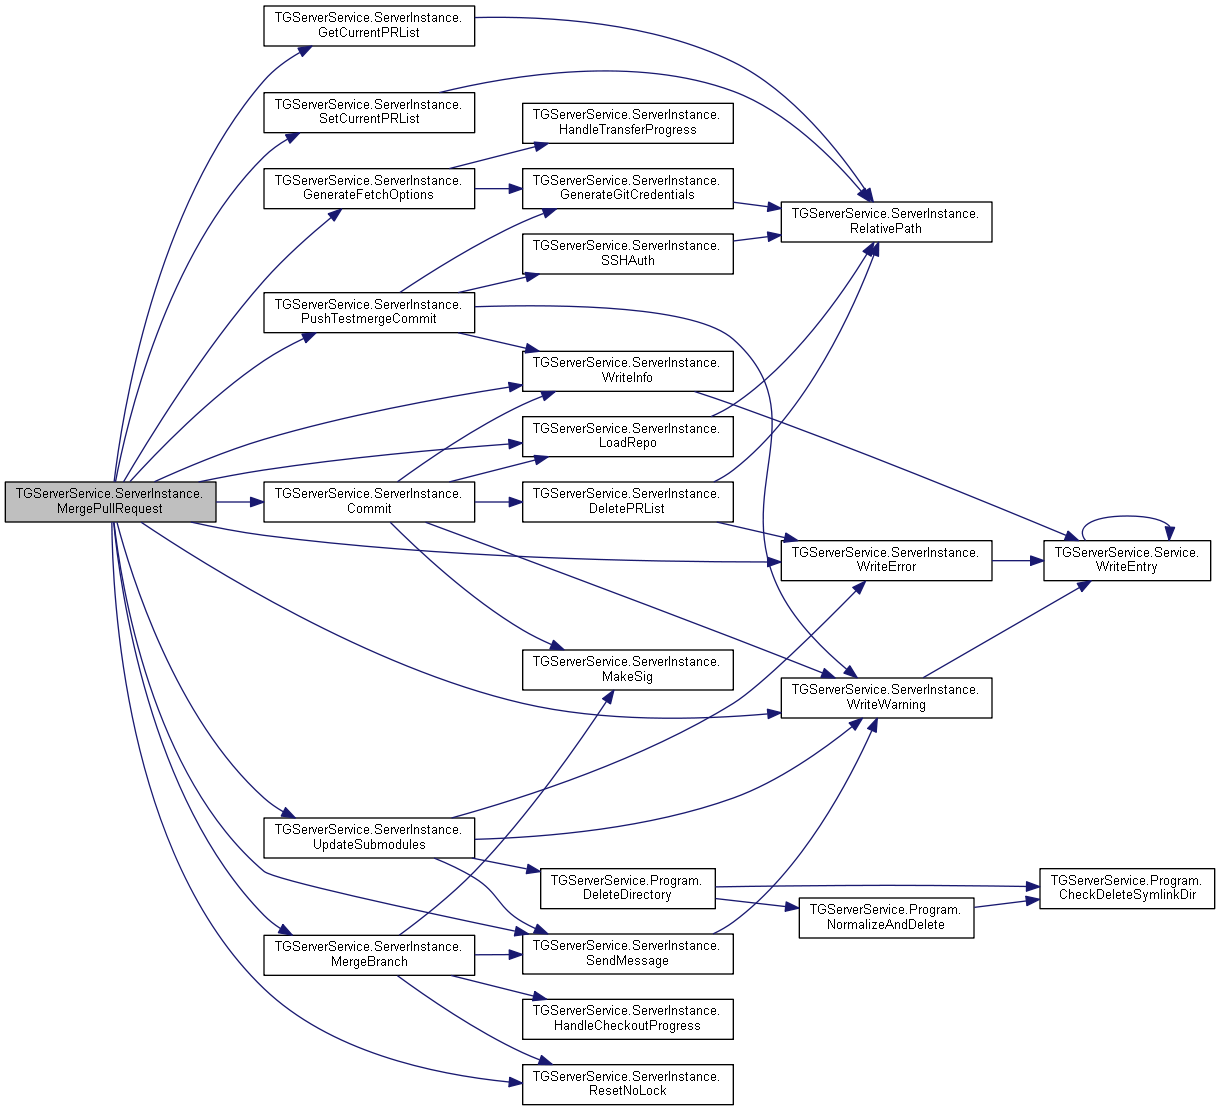 TGServerService.ServerInstance.
GetCurrentPRList
TGServerService.ServerInstance.
SetCurrentPRList
TGServerService.ServerInstance.
HandleTransferProgress
TGServerService.ServerInstance.
GenerateFetchOptions
TGServerService.ServerInstance.
GenerateGitCredentials
TGServerService.ServerInstance.
RelativePath
TGServerService.ServerInstance.
SSHAuth
TGServerService.ServerInstance.
PushTestmergeCommit
TGServerService.ServerInstance.
WriteInfo
TGServerService.ServerInstance.
LoadRepo
TGServerService.ServerInstance.
MergePullRequest
TGServerService.ServerInstance.
Commit
TGServerService.ServerInstance.
DeletePRList
TGServerService.ServerInstance.
WriteError
TGServerService.Service.
WriteEntry
TGServerService.ServerInstance.
MakeSig
TGServerService.ServerInstance.
WriteWarning
TGServerService.ServerInstance.
UpdateSubmodules
TGServerService.Program.
DeleteDirectory
TGServerService.Program.
CheckDeleteSymlinkDir
TGServerService.Program.
NormalizeAndDelete
TGServerService.ServerInstance.
MergeBranch
TGServerService.ServerInstance.
SendMessage
TGServerService.ServerInstance.
HandleCheckoutProgress
TGServerService.ServerInstance.
ResetNoLock